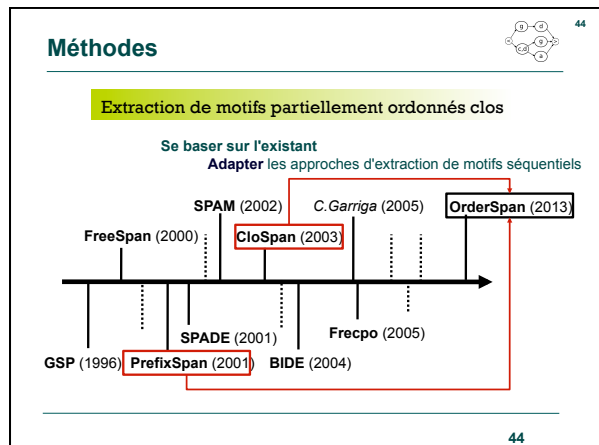 44
Méthodes
g d
< g >
c,d
a
Extraction de motifs partiellement ordonnés clos
Se baser sur l'existant
Adapter les approches d'extraction de motifs séquentiels
SPAM (2002) C.Garriga (2005) OrderSpan (2013)
FreeSpan (2000) CloSpan (2003)
SPADE (2001) Frecpo (2005)
GSP (1996) PrefixSpan (2001) BIDE (2004)
44